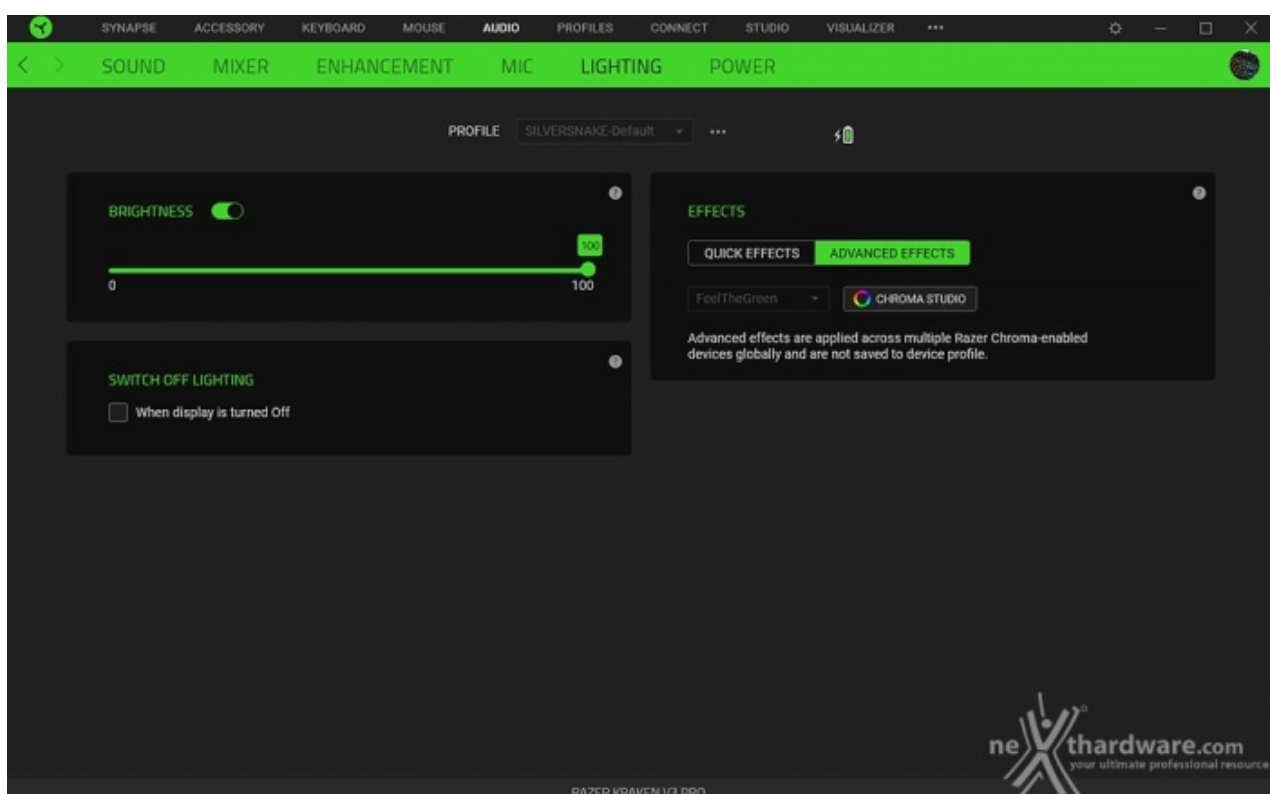 SYNAPSE ACCESSORY KEYBOARD MOUSE AUDIO PROFILES CONNECT STUDIO VISUALIZER
SOUND MIXER ENHANCEMENT MIC LIGHTING POWER
PROFILE SILVERSNAKE-Default
BRIGHTNESS
100
0 100
SWITCH OFF LIGHTING
When display is turned Off
EFFECTS
QUICK EFFECTS ADVANCED EFFECTS
FeelTheGreen CHROMA STUDIO
Advanced effects are applied across multiple Razer Chroma-enabled
devices globally and are not saved to device profile.
nexthardware.com
your ultimate professional resource
RAZER KRAKEN V3 PRO